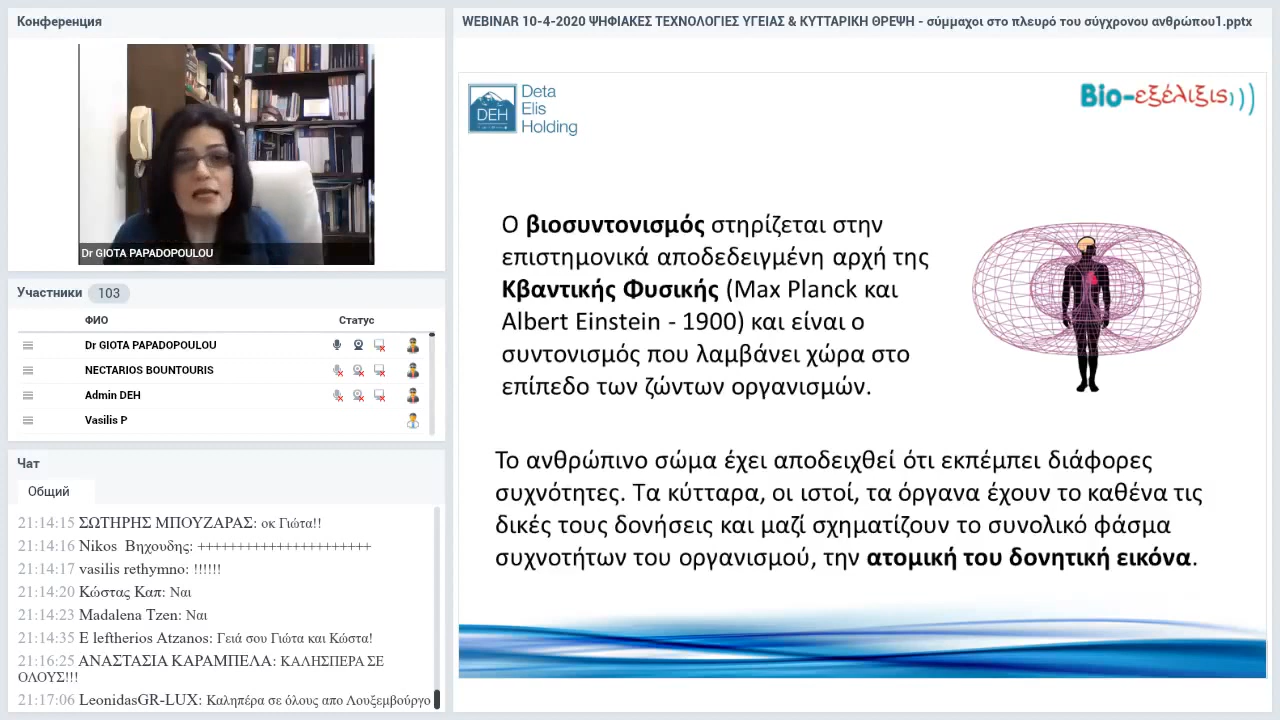 Конференция
Dr GIOTA PAPADOPOULOU
Участники 103
ФИО Статус
Dr GIOTA PAPADOPOULOU
NECTARIOS BOUNTOURIS
Admin DEH
Vasilis P
Чат
Общий
21:14:15 ΣΩΤΗΡΗΣ ΜΠΟΥΖΑΡΑΣ: οκ Γιώτα!!
21:14:16 Nikos Βηχουδης: ++++++++++++++++++++++
21:14:17 vasilis rethymno: !!!!!!
21:14:20 Κώστας Καπ: Ναι
21:14:23 Madalena Tzen: Ναι
21:14:35 E leftherios Atzanos: Γειά σου Γιώτα και Κώστα!
21:16:25 ΑΝΑΣΤΑΣΙΑ ΚΑΡΑΜΠΕΛΑ: ΚΑΛΗΣΠΕΡΑ ΣΕ
ΟΛΟΥΣ!!!
21:17:06 LeonidasGR-LUX: Καληπέρα σε όλους απο Λουξεμβούργο
WEBINAR 10-4-2020 ΨΗΦΙΑΚΕΣ ΤΕΧΝΟΛΟΓΙΕΣ ΥΓΕΙΑΣ & ΚΥΤΤΑΡΙΚΗ ΘΡΕΨΗ - σύμμαχοι στο πλευρό του σύγχρονου ανθρώπου1.pptx
DEH
Deta
Elis
Holding
Bio-εξέλιξις
Ο βιοσυντονισμός στηρίζεται στην
επιστημονικά αποδεδειγμένη αρχή της
Κβαντικής Φυσικής (Max Planck και
Albert Einstein - 1900) και είναι ο
συντονισμός που λαμβάνει χώρα στο
επίπεδο των ζώντων οργανισμών.
Το ανθρώπινο σώμα έχει αποδειχθεί ότι εκπέμπει διάφορες
συχνότητες. Τα κύτταρα, οι ιστοί, τα όργανα έχουν το καθένα τις
δικές τους δονήσεις και μαζί σχηματίζουν το συνολικό φάσμα
συχνοτήτων του οργανισμού, την ατομική του δονητική εικόνα.